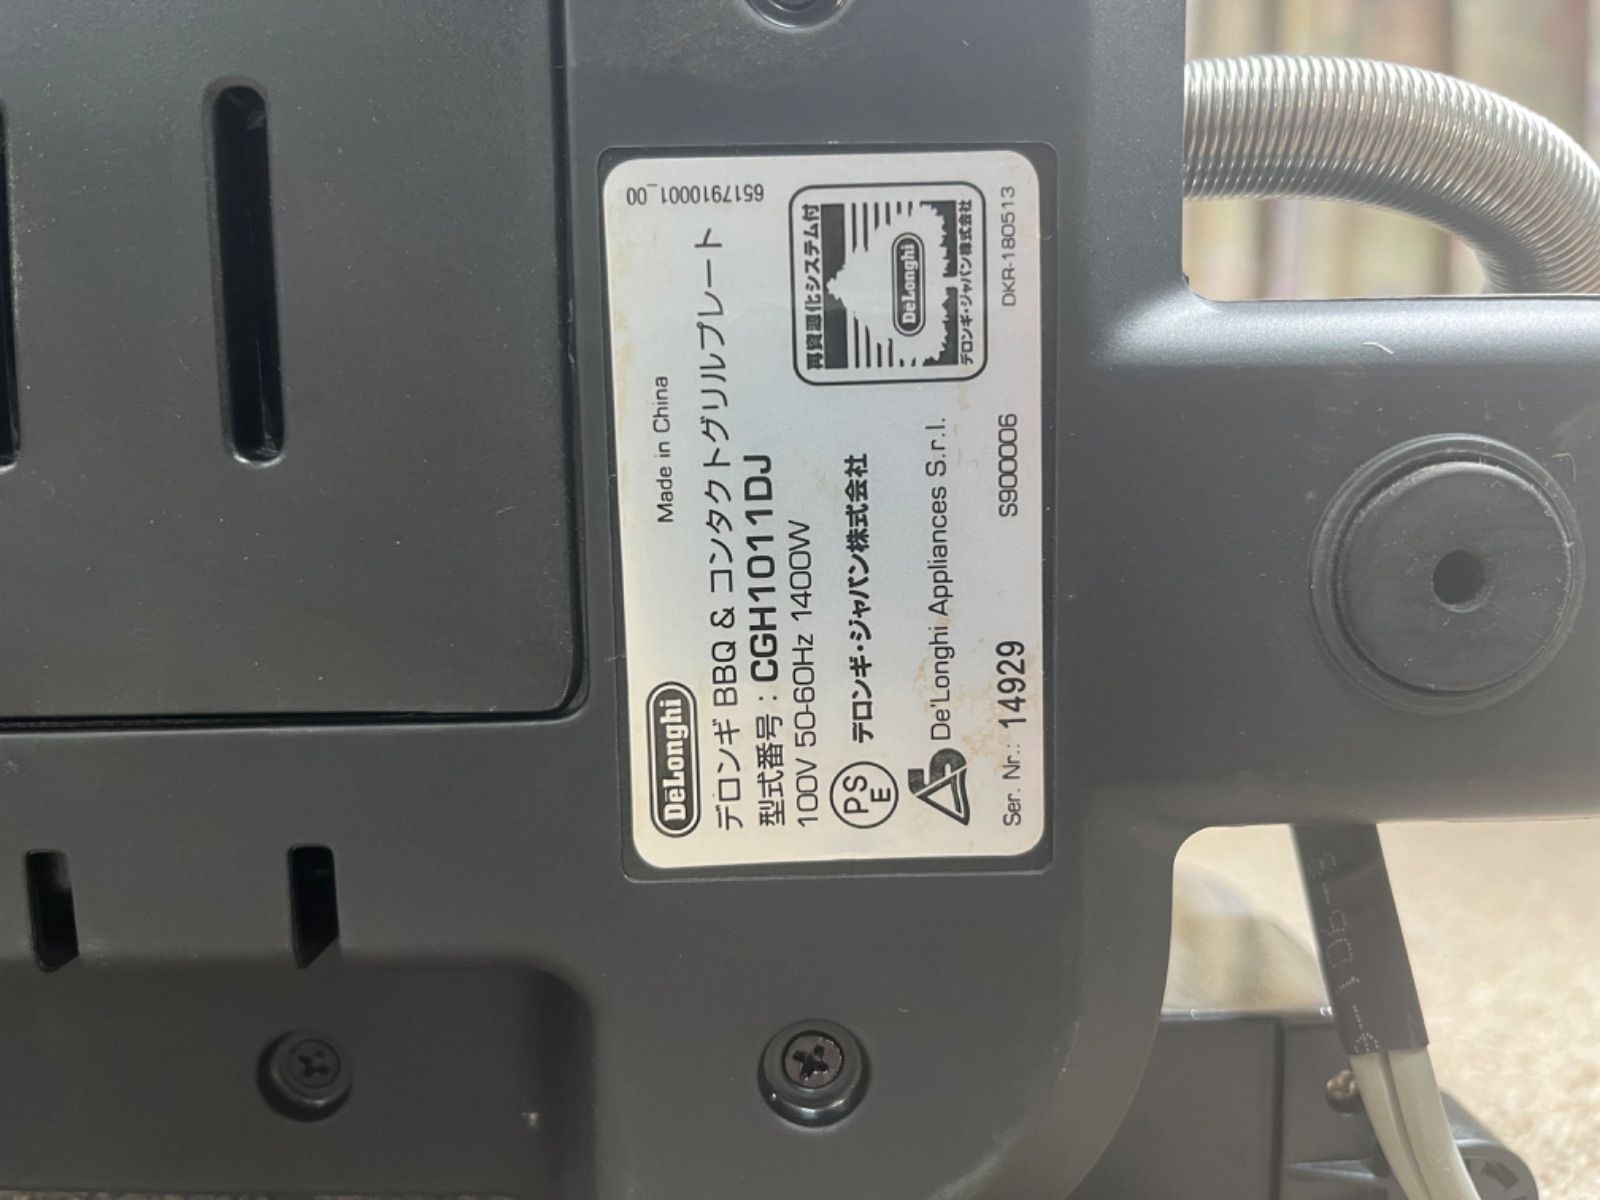 DeLonghi
Made in China
6517910001_00
デロンギ BBQ & コンタクトグリルプレート
型式番号：CGH1011DJ
100V 50-60Hz 1400W
PS
E
デロンギ・ジャパン株式会社
De'Longhi Appliances S.r.l.
Ser. Nr.: 14929
S900006
DKR-180513
再資源化システム付
DeLonghi
デロンギ・ジャパン株式会社